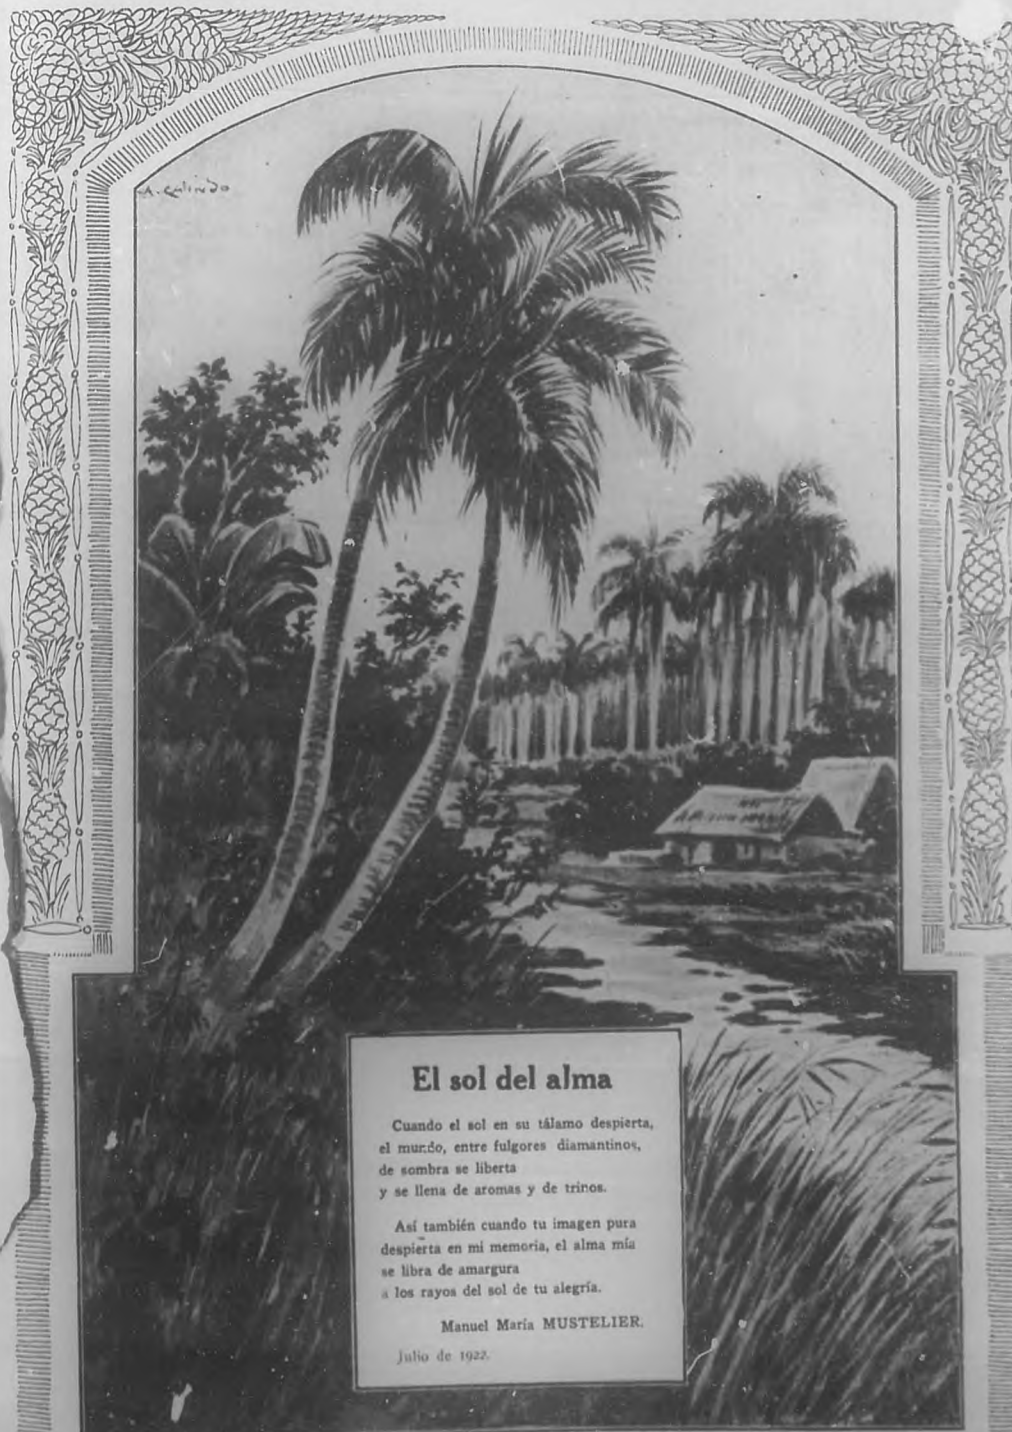 A. GALINDO
El sol del alma
Cuando el sol en su tálamo despierta,
el mundo, entre fulgores diamantinos,
de sombra se liberta
y se llena de aromas y de trinos.
Así también cuando tu imagen pura
despierta en mi memoria, el alma mía
se libra de amargura
a los rayos del sol de tu alegría.
Manuel María MUSTELIER.
Julio de 1922.